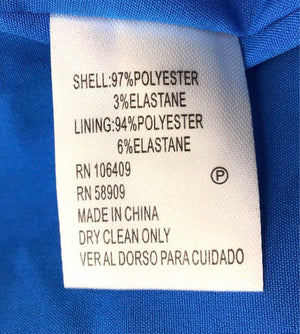 SHELL:97%POLYESTER
3%ELASTANE
LINING:94%POLYESTER
6%ELASTANE
RN 106409
RN 58909
P
MADE IN CHINA
DRY CLEAN ONLY
VER AL DORSO PARA CUIDADO